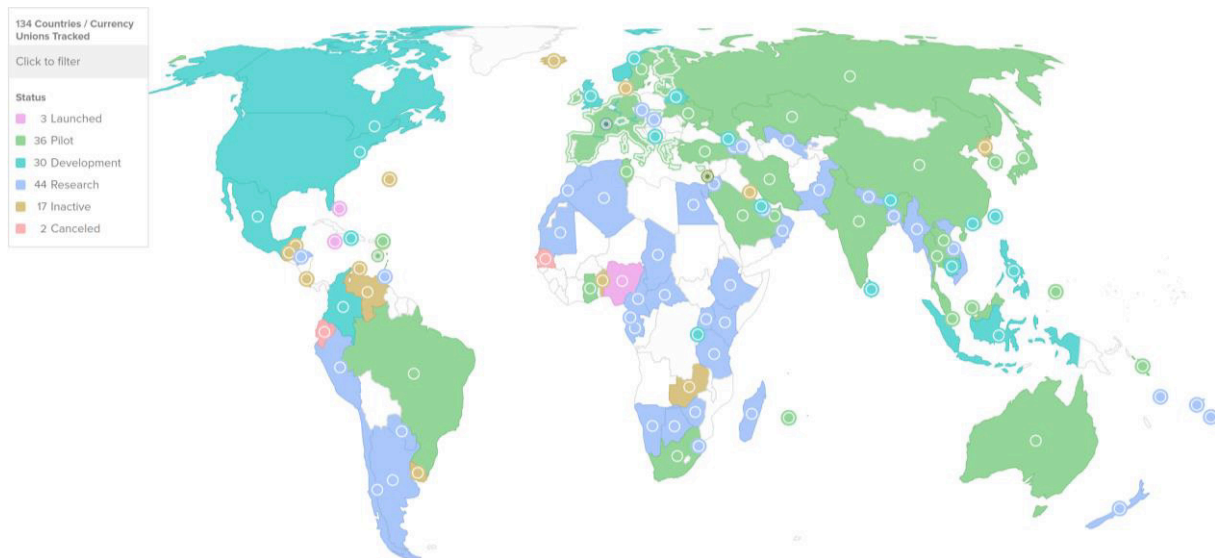 134 Countries / Currency
Unions Tracked
Click to filter
Status
3 Launched
36 Pilot
30 Development
44 Research
17 Inactive
2 Canceled